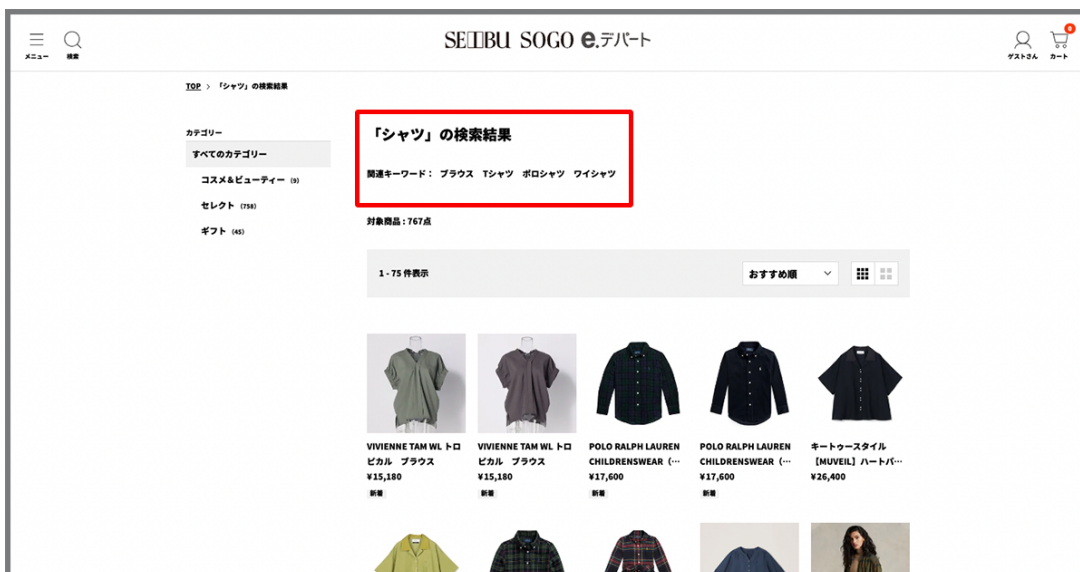 SEIBU SOGO e.デパート
メニュー
検索
ゲストさん
カート
0
TOP > 「シャツ」の検索結果
カテゴリー
すべてのカテゴリー
コスメ&ビューティー (9)
セレクト (758)
ギフト (45)
「シャツ」の検索結果
関連キーワード： ブラウス Tシャツ ポロシャツ ワイシャツ
対象商品 : 767点
1 - 75 件表示
おすすめ順
VIVIENNE TAM WL トロ
ピカル ブラウス
¥15,180
新着
VIVIENNE TAM WL トロ
ピカル ブラウス
¥15,180
新着
POLO RALPH LAUREN
CHILDRENSWEAR（…
¥17,600
新着
POLO RALPH LAUREN
CHILDRENSWEAR（…
¥17,600
新着
キートゥースタイル
【MUVEIL】ハートパ…
¥26,400